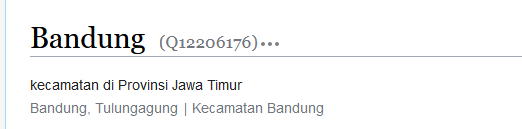 Bandung (Q12206176)•••
kecamatan di Provinsi Jawa Timur
Bandung, Tulungagung | Kecamatan Bandung